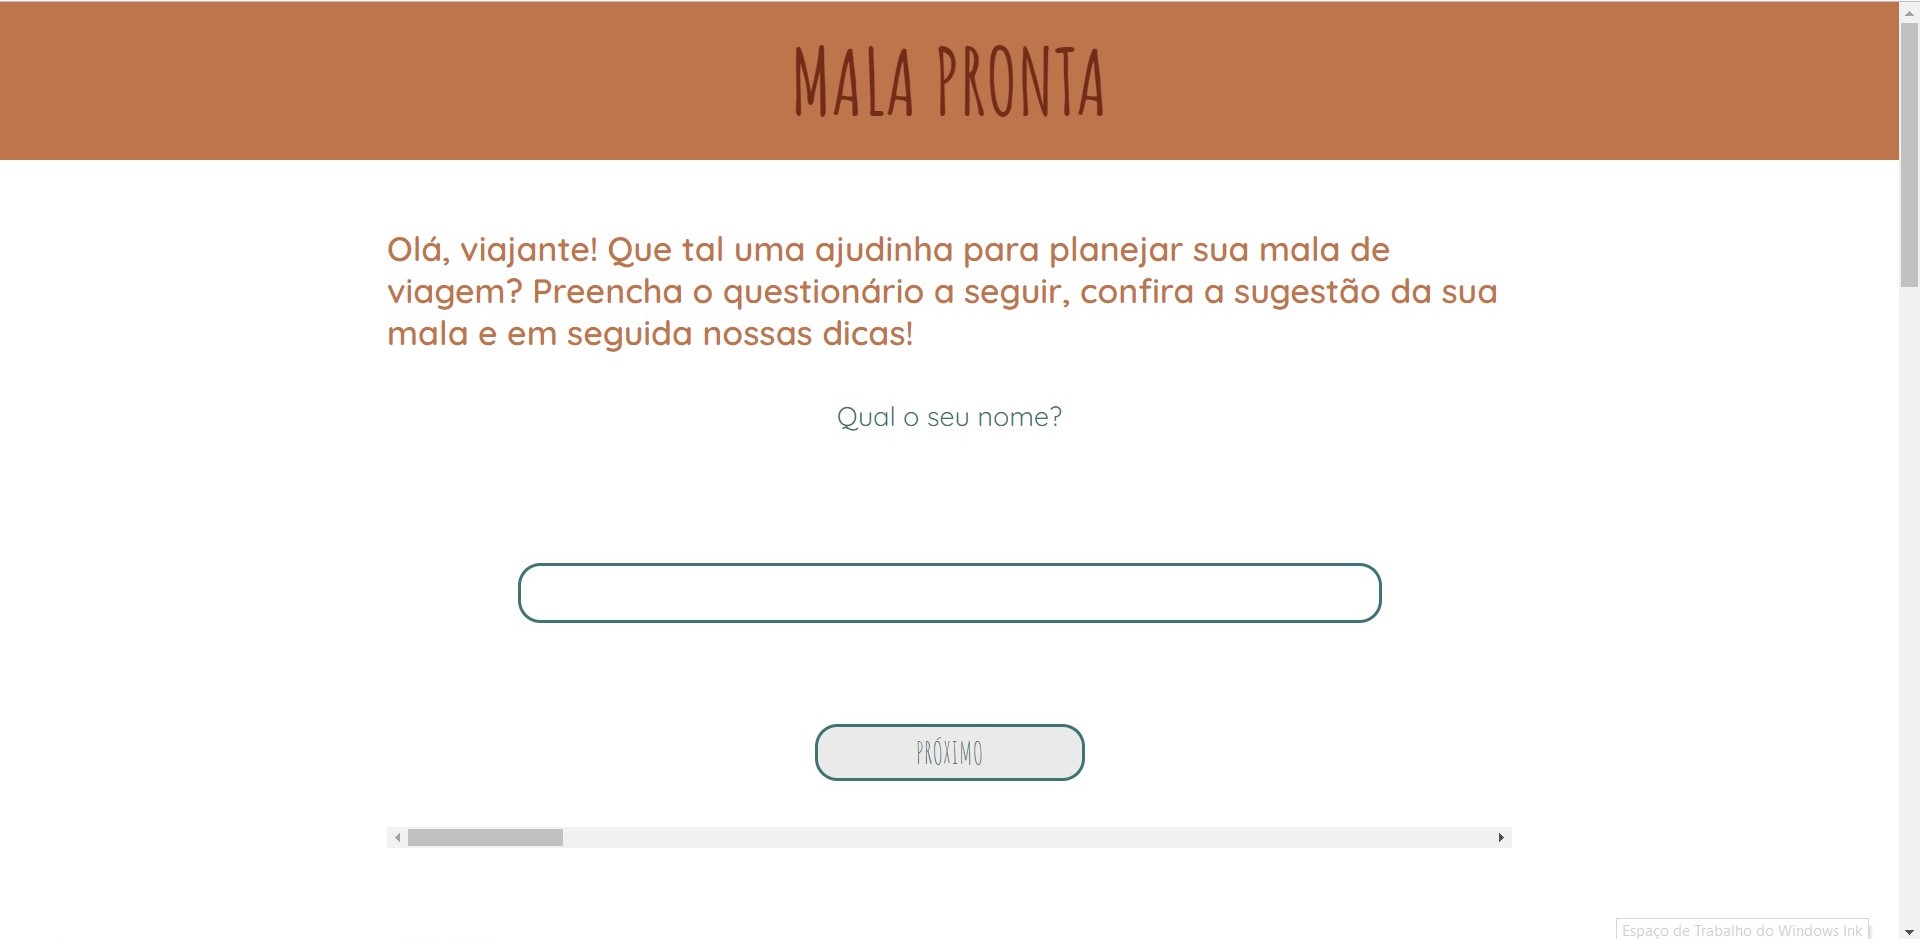 MALA PRONTA
Olá, viajante! Que tal uma ajudinha para planejar sua mala de
viagem? Preencha o questionário a seguir, confira a sugestão da sua
mala e em seguida nossas dicas!
Qual o seu nome?
PRÓXIMO
Espaço de Trabalho do Windows Ink